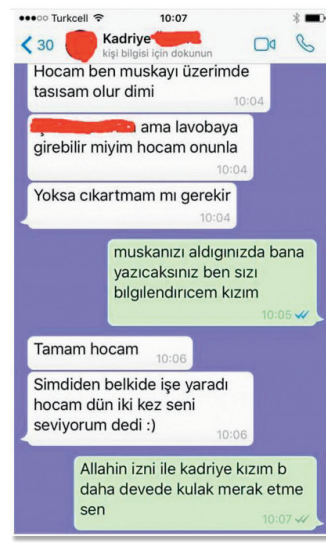 Turkcell 10:07
30 Kadriye
kişi bilgisi için dokunun
Hocam ben muskayı üzerimde
tasısam olur dimi
10:04
ama lavobaya
girebilir miyim hocam onunla
10:04
Yoksa cıkartmam mı gerekir
10:04
muskanızı aldıgınızda bana
yazıcaksınız ben sızı
bılgılendırıcem kızım
10:05
Tamam hocam
10:06
Simdiden belkide işe yaradı
hocam dün iki kez seni
seviyorum dedi :)
10:06
Allahin izni ile kadriye kızım b
daha devede kulak merak etme
sen
10:07